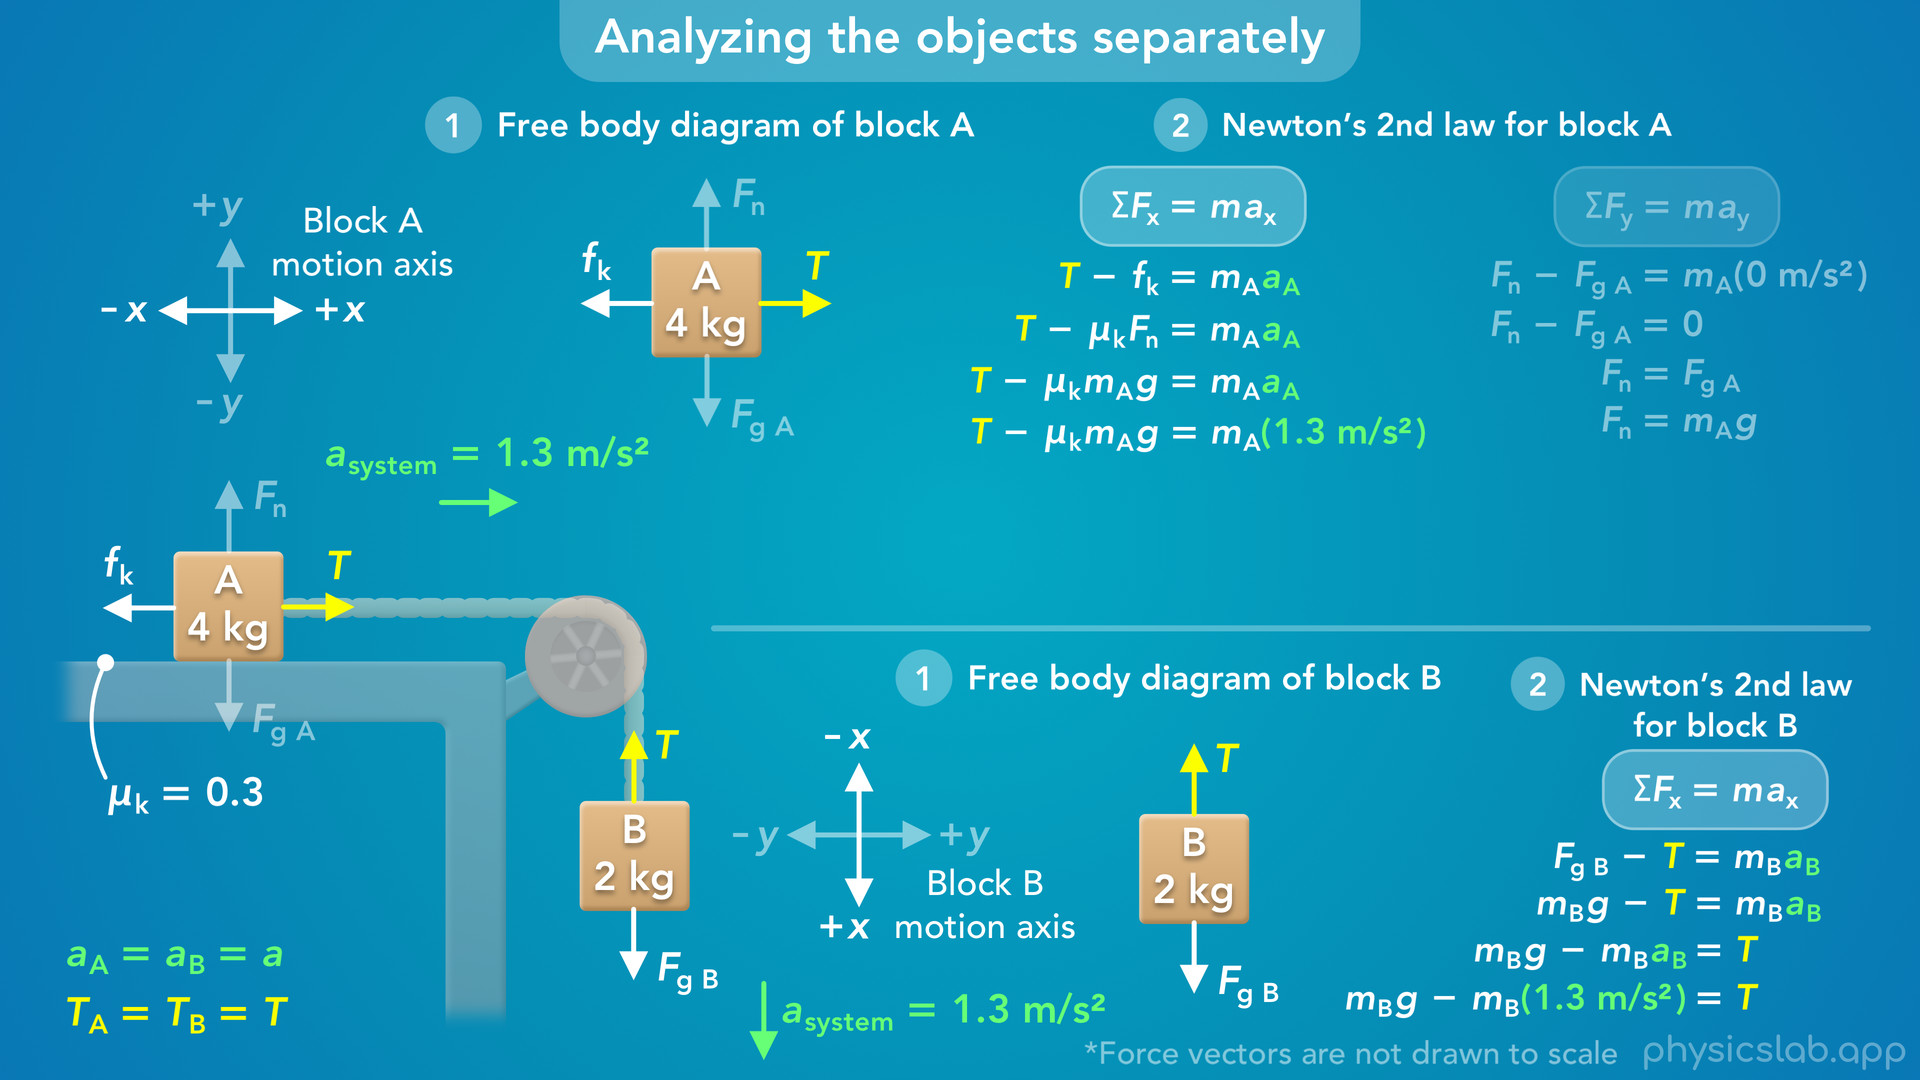 Analyzing the objects separately
1 Free body diagram of block A
2 Newton's 2nd law for block A
+y
Block A
motion axis
-x
+x
-y
Fn
fk
T
A
4 kg
Fg A
ΣFx = max
T − fk = mAaA
T − μkFn = mAaA
T − μkmAg = mAaA
T − μkmAg = mA(1.3 m/s²)
ΣFy = may
Fn − Fg A = mA(0 m/s²)
Fn − Fg A = 0
Fn = Fg A
Fn = mAg
asystem = 1.3 m/s²
Fn
fk
T
A
4 kg
Fg A
μk = 0.3
T
B
2 kg
Fg B
aA = aB = a
TA = TB = T
1 Free body diagram of block B
-x
-y
+y
Block B
motion axis
+x
T
B
2 kg
Fg B
asystem = 1.3 m/s²
2 Newton's 2nd law
for block B
ΣFx = max
Fg B − T = mBaB
mBg − T = mBaB
mBg − mBaB = T
mBg − mB(1.3 m/s²) = T
*Force vectors are not drawn to scale
physicslab.app